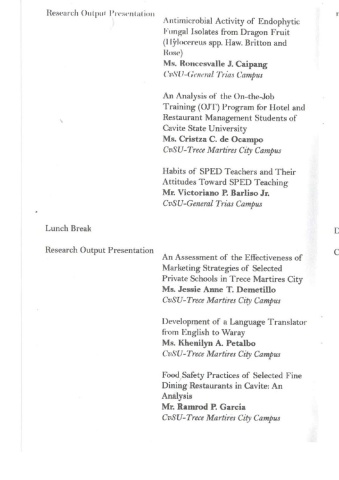 Research Output Presentation
Antimicrobial Activity of Endophytic
Fungal Isolates from Dragon Fruit
(Hylocereus spp. Haw. Britton and
Rose)
Ms. Roncesvalle J. Caipang
CvSU-General Trias Campus
An Analysis of the On-the-Job
Training (OJT) Program for Hotel and
Restaurant Management Students of
Cavite State University
Ms. Cristza C. de Ocampo
CvSU-Trece Martires City Campus
Habits of SPED Teachers and Their
Attitudes Toward SPED Teaching
Mr. Victoriano P. Barliso Jr.
CvSU-General Trias Campus
Lunch Break
Research Output Presentation
An Assessment of the Effectiveness of
Marketing Strategies of Selected
Private Schools in Trece Martires City
Ms. Jessie Anne T. Demetillo
CvSU-Trece Martires City Campus
Development of a Language Translator
from English to Waray
Ms. Khenilyn A. Petalbo
CvSU-Trece Martires City Campus
Food Safety Practices of Selected Fine
Dining Restaurants in Cavite: An
Analysis
Mr. Ramrod P. Garcia
CvSU-Trece Martires City Campus